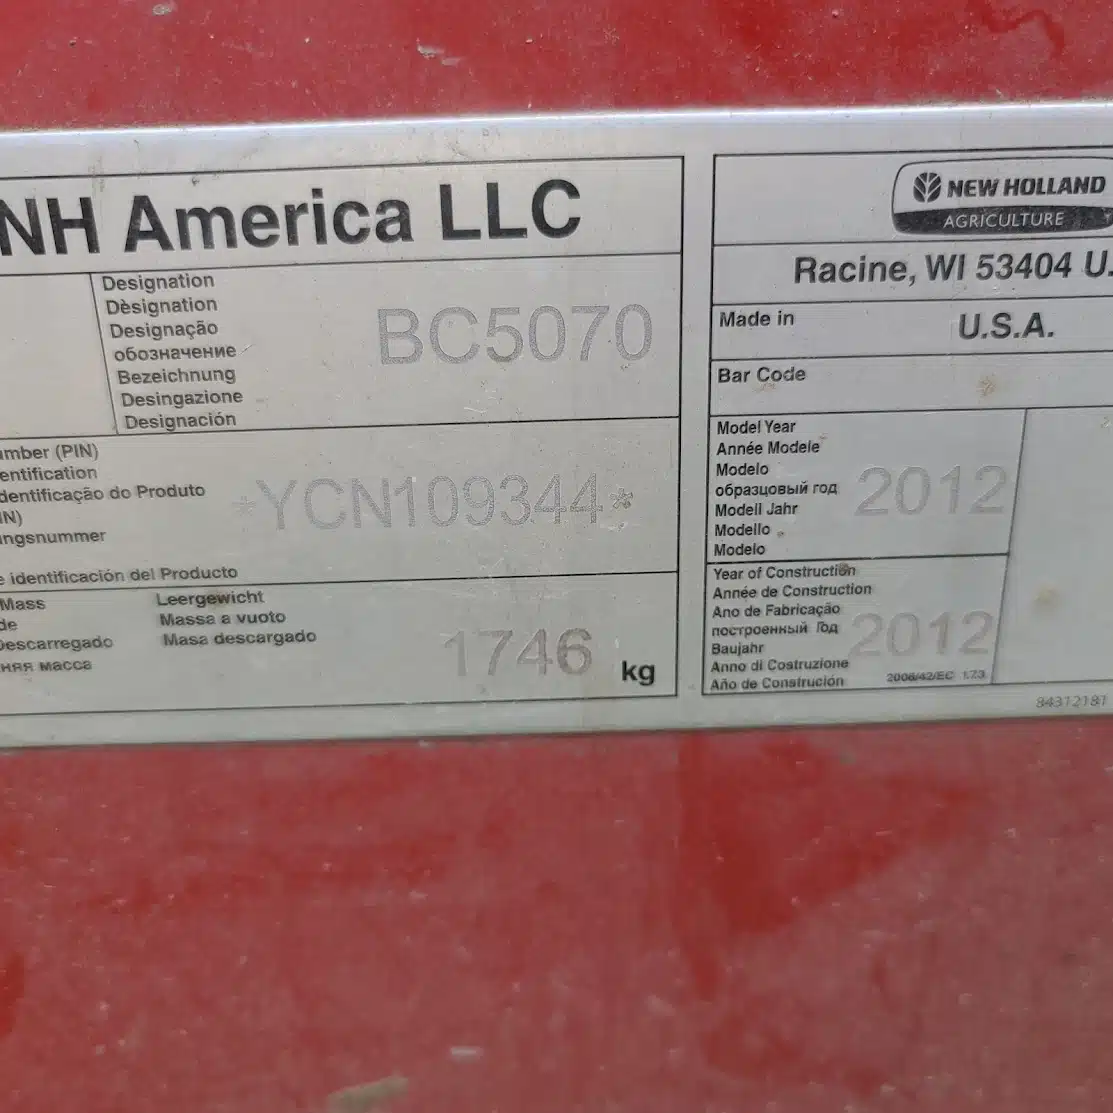 NH America LLC
Designation
Dèsignation
Designação
обозначение
Bezeichnung
Desingazione
Designación
BC5070
umber (PIN)
entification
dentificação do Produto
IN)
ungsnummer
e identificación del Producto
*YCN109344*
Mass
de
Descarregado
няя масса
Leergewicht
Massa a vuoto
Masa descargado
1746 kg
NEW HOLLAND
AGRICULTURE
Racine, WI 53404 U.
Made in
U.S.A.
Bar Code
Model Year
Année Modele
Modelo
образцовый год
Modell Jahr
Modello
Modelo
2012
Year of Construction
Année de Construction
Ano de Fabricação
построенный Год
Baujahr
Anno di Costruzione
Año de Construción
2012
2006/42/EC 1.7.3
84312181